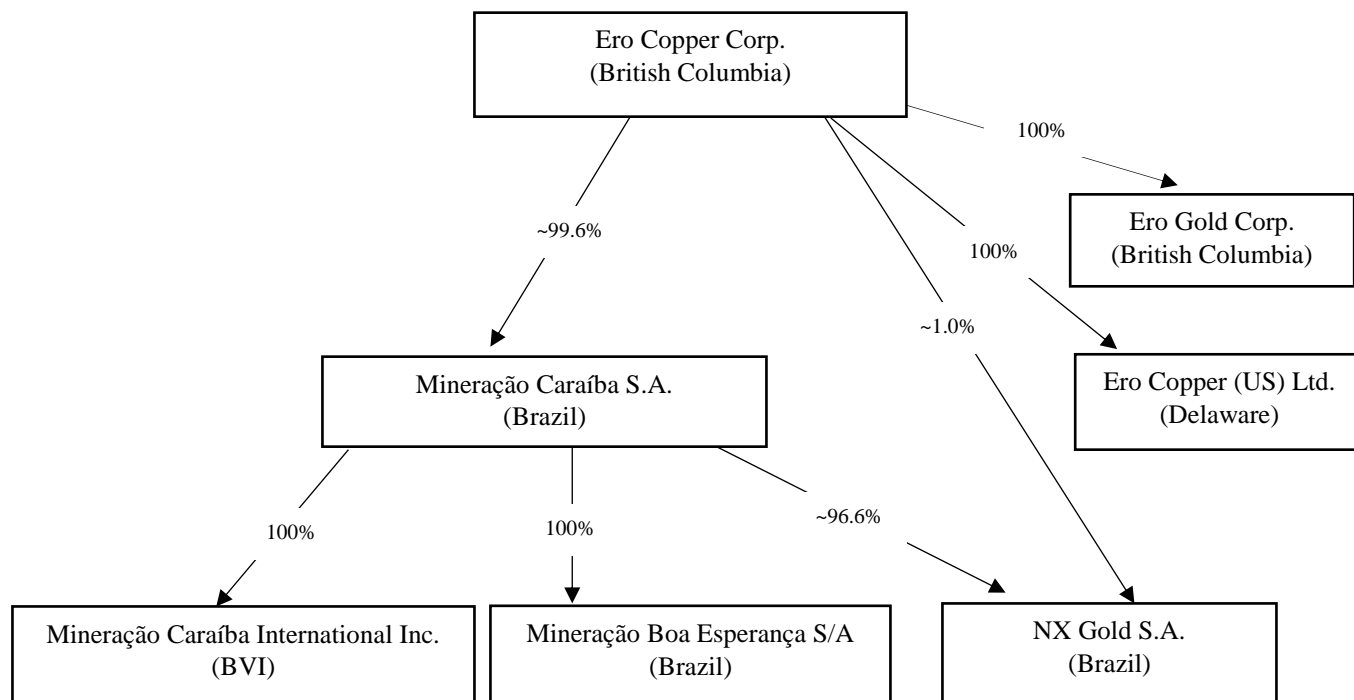 Ero Copper Corp.
(British Columbia)
100%
Ero Gold Corp.
(British Columbia)
~99.6%
100%
~1.0%
Mineração Caraíba S.A.
(Brazil)
Ero Copper (US) Ltd.
(Delaware)
100%
100%
~96.6%
Mineração Caraíba International Inc.
(BVI)
Mineração Boa Esperança S/A
(Brazil)
NX Gold S.A.
(Brazil)